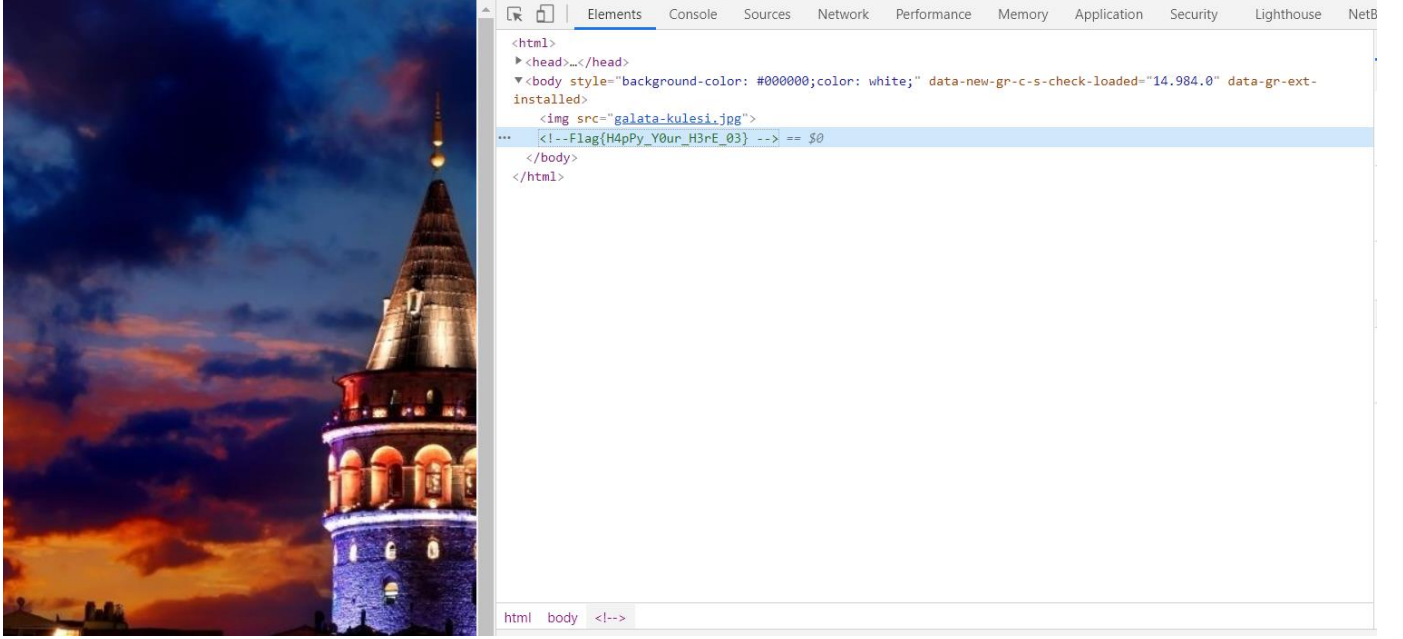 Elements Console Sources Network Performance Memory Application Security Lighthouse
<html>
<head>…</head>
<body style="background-color: #000000;color: white;" data-new-gr-c-s-check-loaded="14.984.0" data-gr-ext-
installed>
<img src="galata-kulesi.jpg">
<!--Flag{H4pPy_Y0ur_H3rE_03} --> == $0
</body>
</html>
html body <!-->